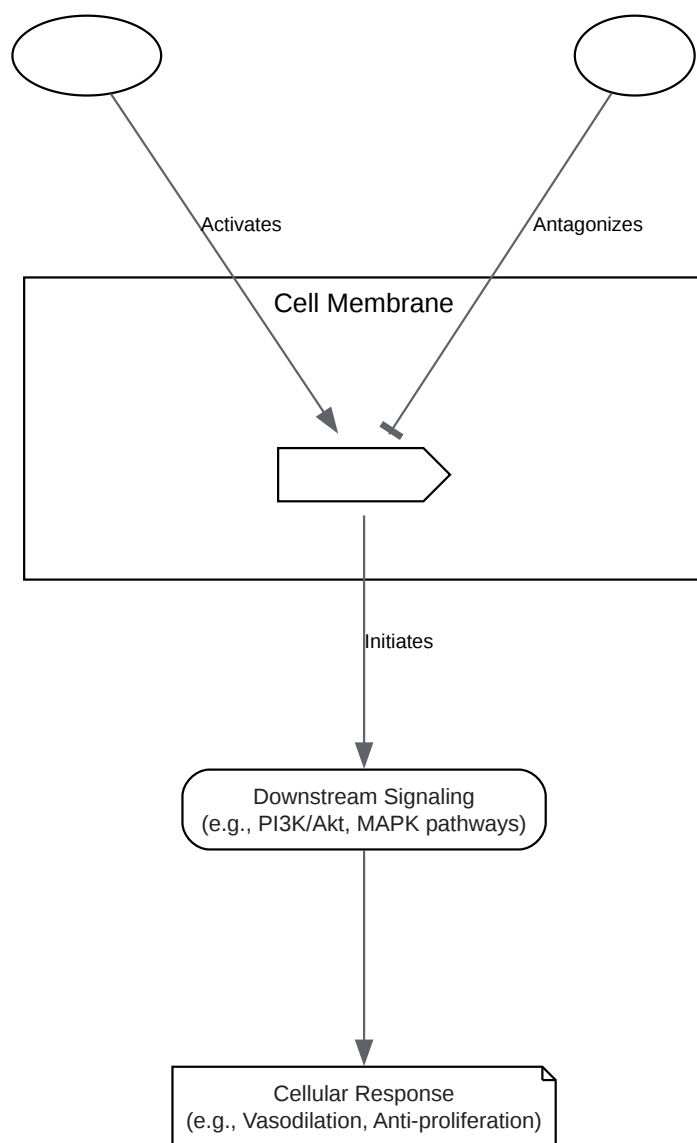 Activates
Antagonizes
Cell Membrane
Initiates
Downstream Signaling
(e.g., PI3K/Akt, MAPK pathways)
Cellular Response
(e.g., Vasodilation, Anti-proliferation)